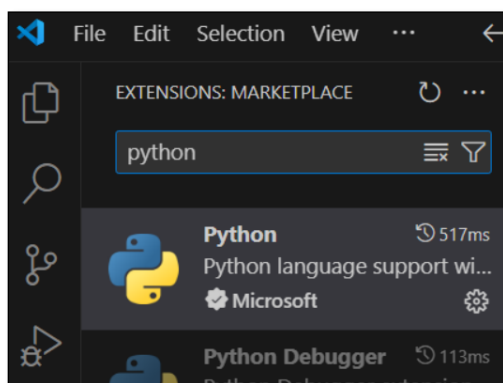 File Edit Selection View ...
EXTENSIONS: MARKETPLACE
python
Python 517ms
Python language support wi...
Microsoft
Python Debugger 113ms